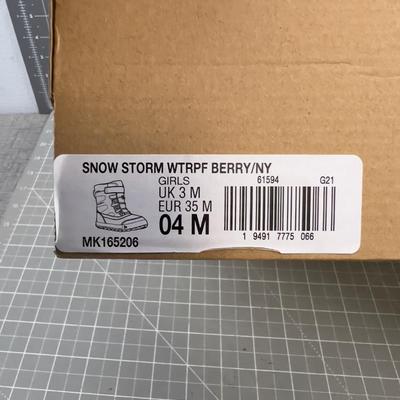 SNOW STORM WTRPF BERRY/NY
GIRLS 61594 G21
UK 3 M
EUR 35 M
04 M
MK165206
1 9491 7775 066